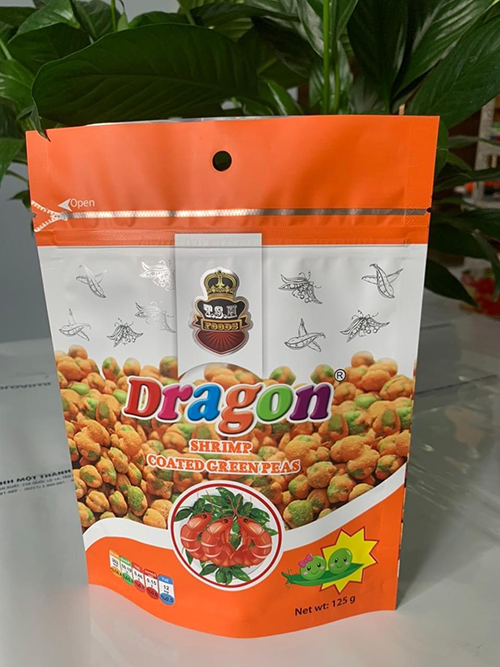 Open
T.S.H
FOODS
Dragon®
SHRIMP
COATED GREEN PEAS
Net wt: 125 g